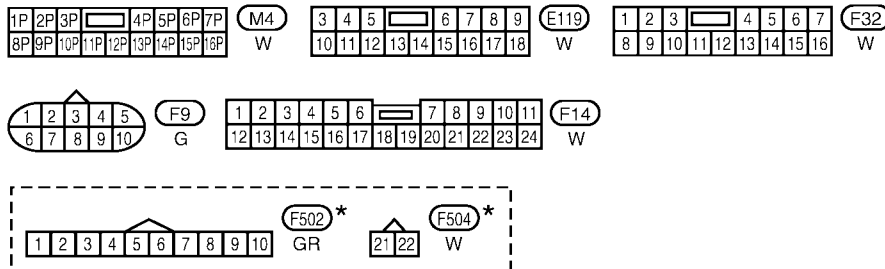 1P 2P 3P 4P 5P 6P 7P M4
8P 9P 10P 11P 12P 13P 14P 15P 16P W
3 4 5 6 7 8 9 E119
10 11 12 13 14 15 16 17 18 W
1 2 3 4 5 6 7 F32
8 9 10 11 12 13 14 15 16 W
1 2 3 4 5 F9
6 7 8 9 10 G
1 2 3 4 5 6 7 8 9 10 11 F14
12 13 14 15 16 17 18 19 20 21 22 23 24 W
F502 *
1 2 3 4 5 6 7 8 9 10 GR
F504 *
21 22 W